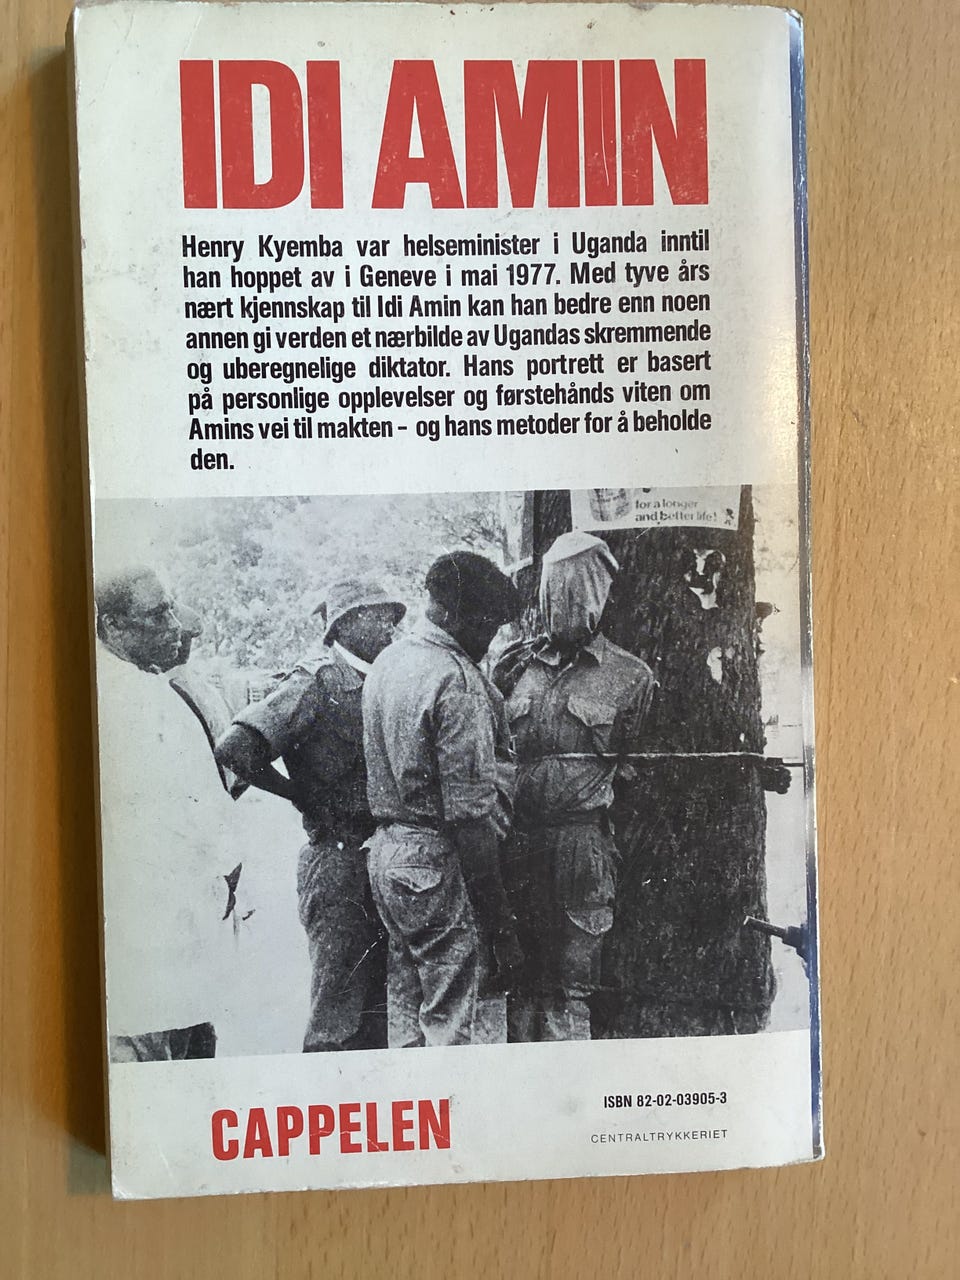 IDI AMIN
Henry Kyemba var helseminister i Uganda inntil
han hoppet av i Geneve i mai 1977. Med tyve års
nært kjennskap til Idi Amin kan han bedre enn noen
annen gi verden et nærbilde av Ugandas skremmende
og uberegnelige diktator. Hans portrett er basert
på personlige opplevelser og førstehånds viten om
Amins vei til makten – og hans metoder for å beholde
den.
for a longer
and better life!
CAPPELEN
ISBN 82-02-03905-3
CENTRALTRYKKERIET